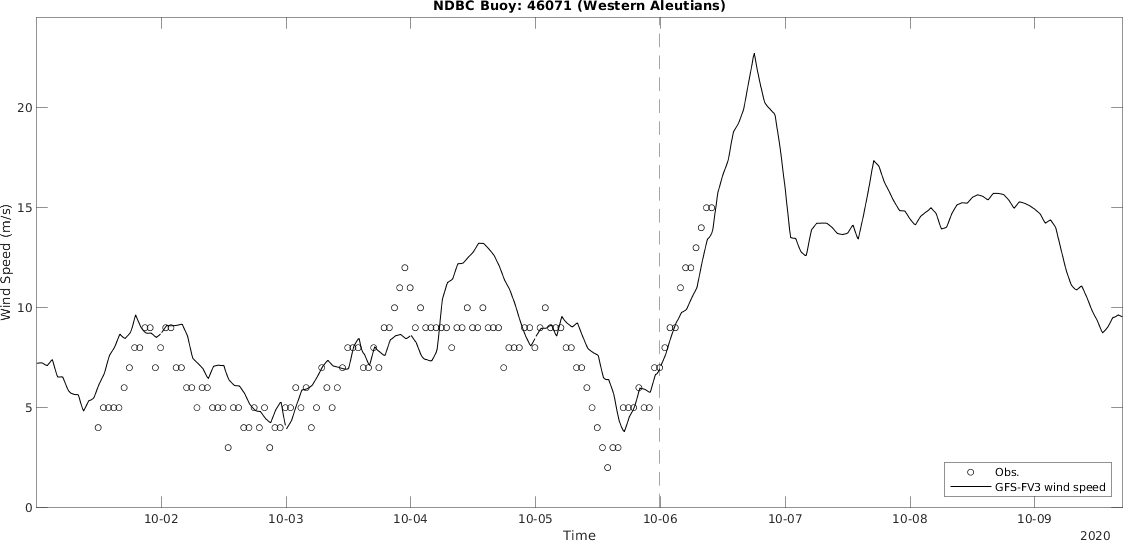 NDBC Buoy: 46071 (Western Aleutians)
Wind Speed (m/s)
20
15
10
5
0
10-02 10-03 10-04 10-05 10-06 10-07 10-08 10-09
Time
2020
Obs.
GFS-FV3 wind speed